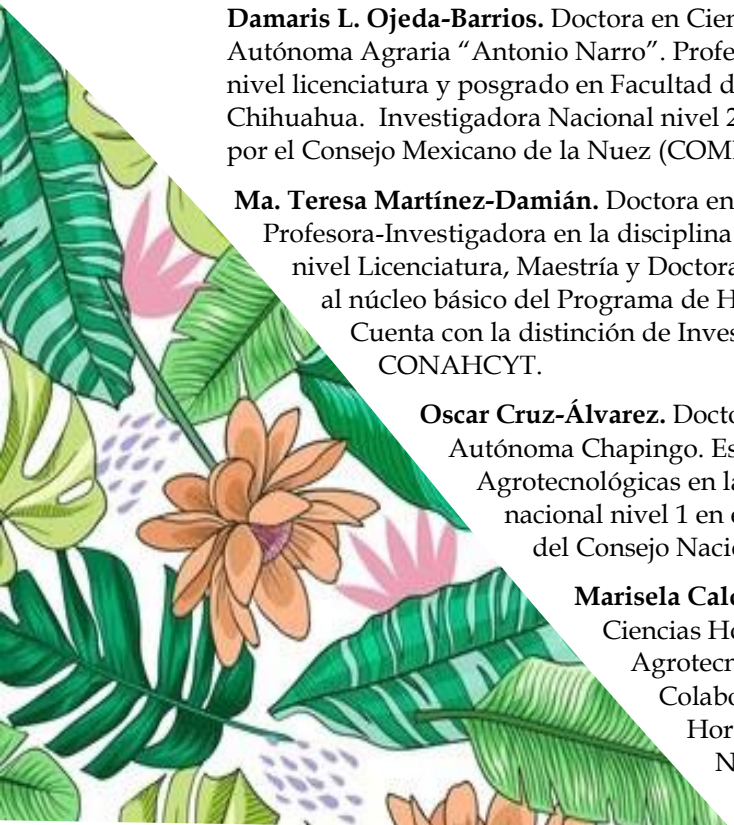 Damaris L. Ojeda-Barrios. Doctora en Cien
Autónoma Agraria “Antonio Narro”. Profe
nivel licenciatura y posgrado en Facultad d
Chihuahua. Investigadora Nacional nivel 2
por el Consejo Mexicano de la Nuez (COM
Ma. Teresa Martínez-Damián. Doctora en
Profesora-Investigadora en la disciplina
nivel Licenciatura, Maestría y Doctora
al núcleo básico del Programa de H
Cuenta con la distinción de Inves
CONAHCYT.
Oscar Cruz-Álvarez. Docto
Autónoma Chapingo. Es
Agrotecnológicas en la
nacional nivel 1 en
del Consejo Naci
Marisela Cal
Ciencias Ho
Agrotecn
Colabo
Hor
N